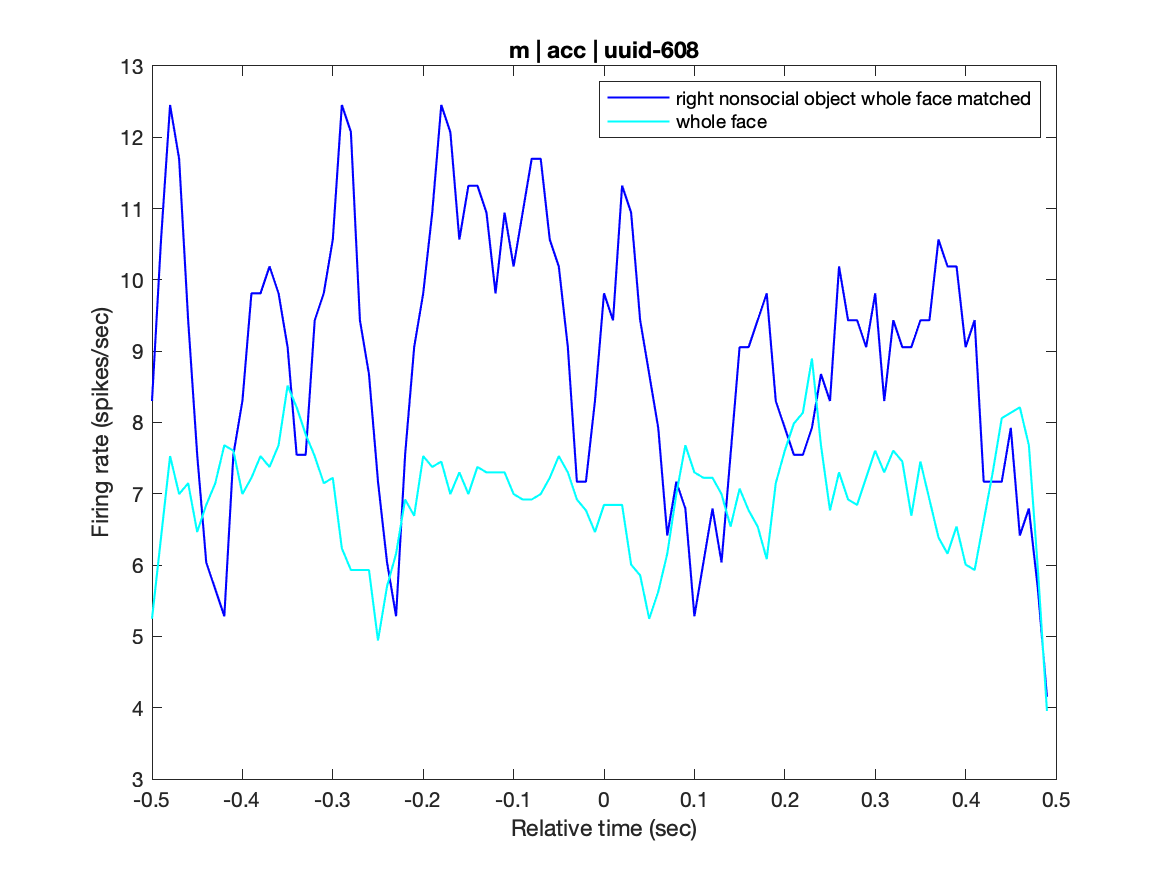 m | acc | uuid-608
right nonsocial object whole face matched
whole face
Firing rate (spikes/sec)
13
12
11
10
9
8
7
6
5
4
3
-0.5 -0.4 -0.3 -0.2 -0.1 0 0.1 0.2 0.3 0.4 0.5
Relative time (sec)